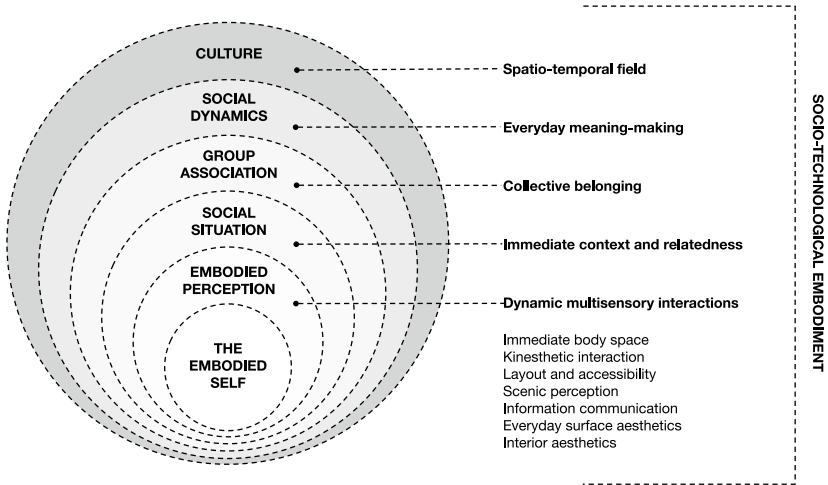 CULTURE
Spatio-temporal field
SOCIAL
DYNAMICS
Everyday meaning-making
GROUP
ASSOCIATION
Collective belonging
SOCIAL
SITUATION
Immediate context and relatedness
EMBODIED
PERCEPTION
Dynamic multisensory interactions
THE
EMBODIED
SELF
Immediate body space
Kinesthetic interaction
Layout and accessibility
Scenic perception
Information communication
Everyday surface aesthetics
Interior aesthetics
SOCIO-TECHNOLOGICAL EMBODIMENT